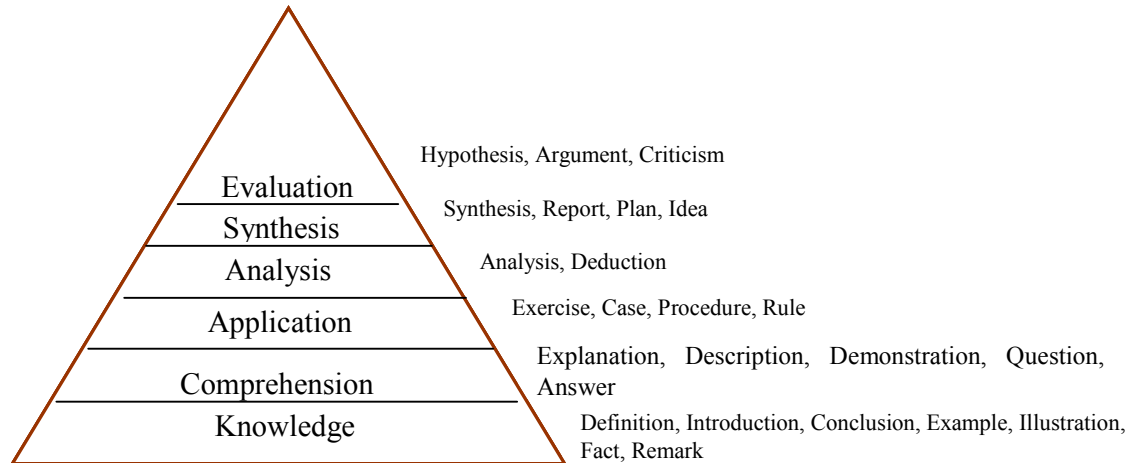 Hypothesis, Argument, Criticism
Evaluation
Synthesis, Report, Plan, Idea
Synthesis
Analysis, Deduction
Analysis
Exercise, Case, Procedure, Rule
Application
Explanation, Description, Demonstration, Question,
Answer
Comprehension
Definition, Introduction, Conclusion, Example, Illustration,
Fact, Remark
Knowledge